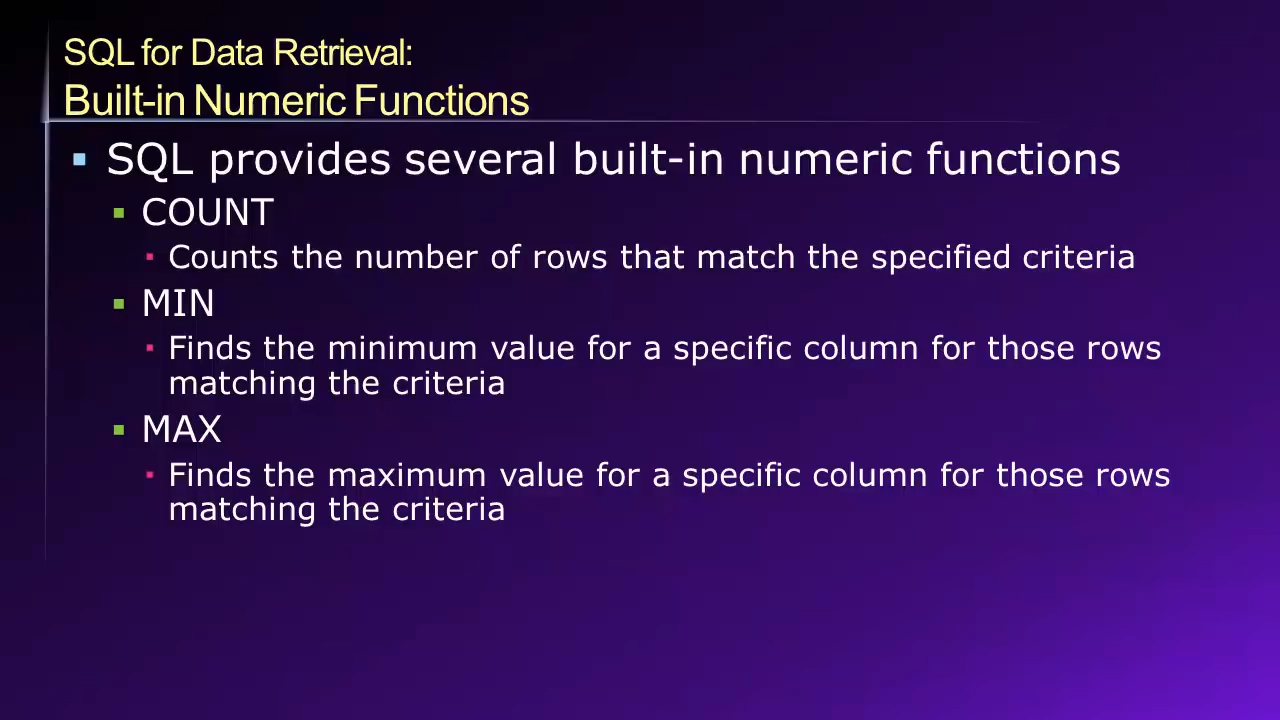 SQL for Data Retrieval:
Built-in Numeric Functions
SQL provides several built-in numeric functions
COUNT
Counts the number of rows that match the specified criteria
MIN
Finds the minimum value for a specific column for those rows
matching the criteria
MAX
Finds the maximum value for a specific column for those rows
matching the criteria